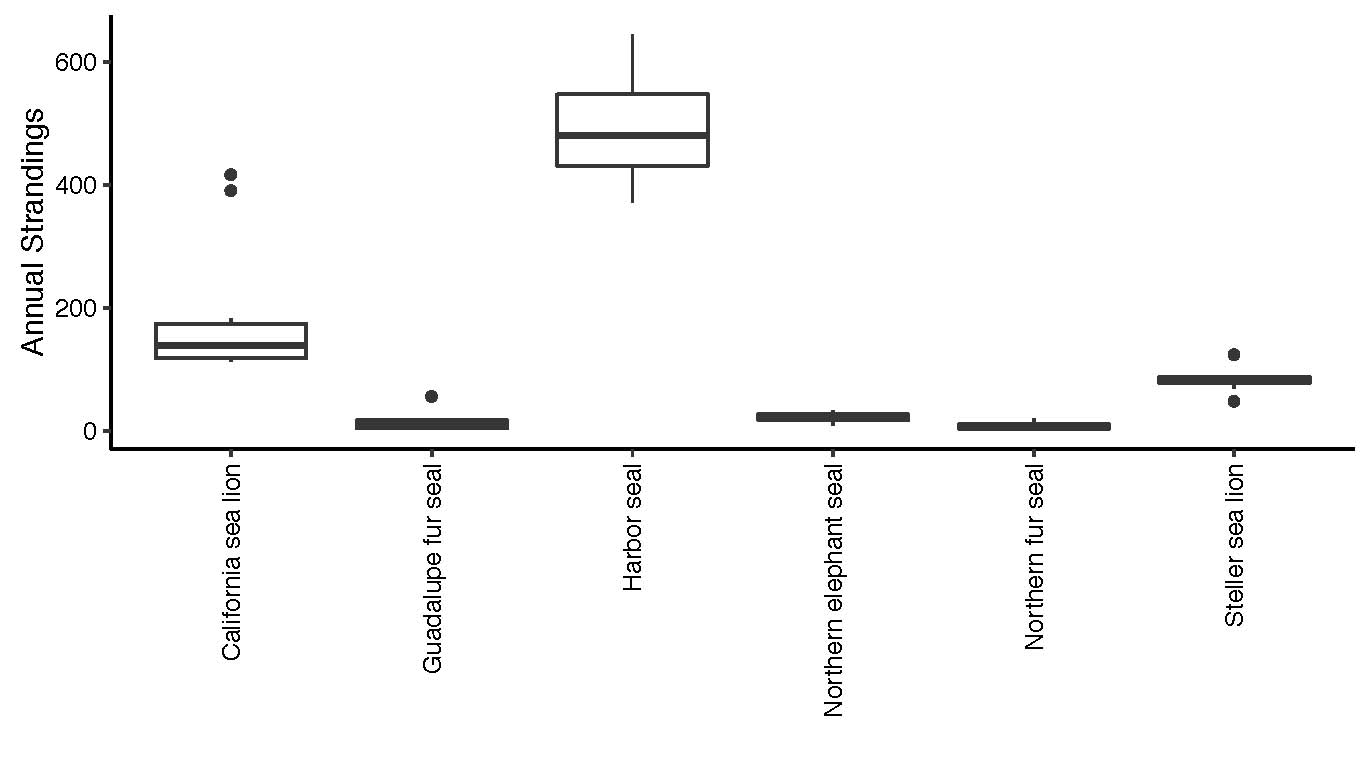 Annual Strandings
600
400
200
0
California sea lion
Guadalupe fur seal
Harbor seal
Northern elephant seal
Northern fur seal
Steller sea lion